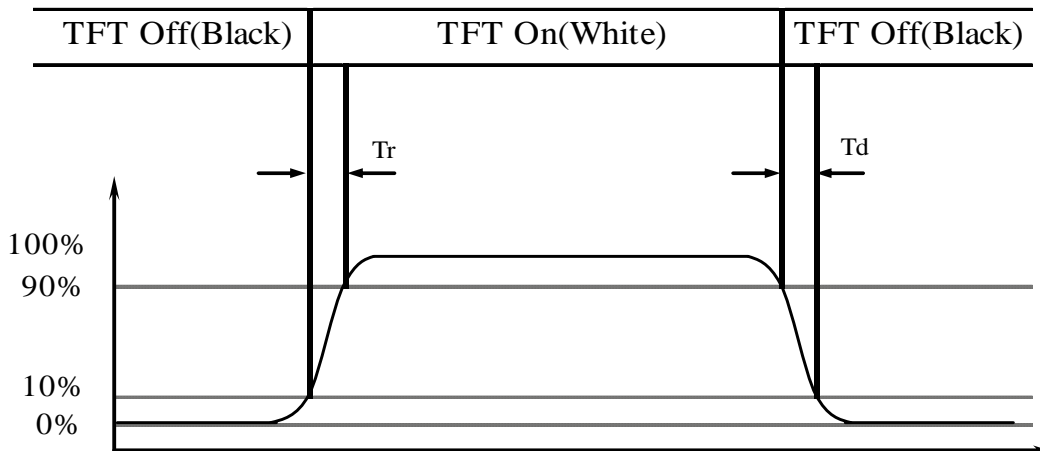 TFT Off(Black) TFT On(White) TFT Off(Black)
Tr Td
100%
90%
10%
0%